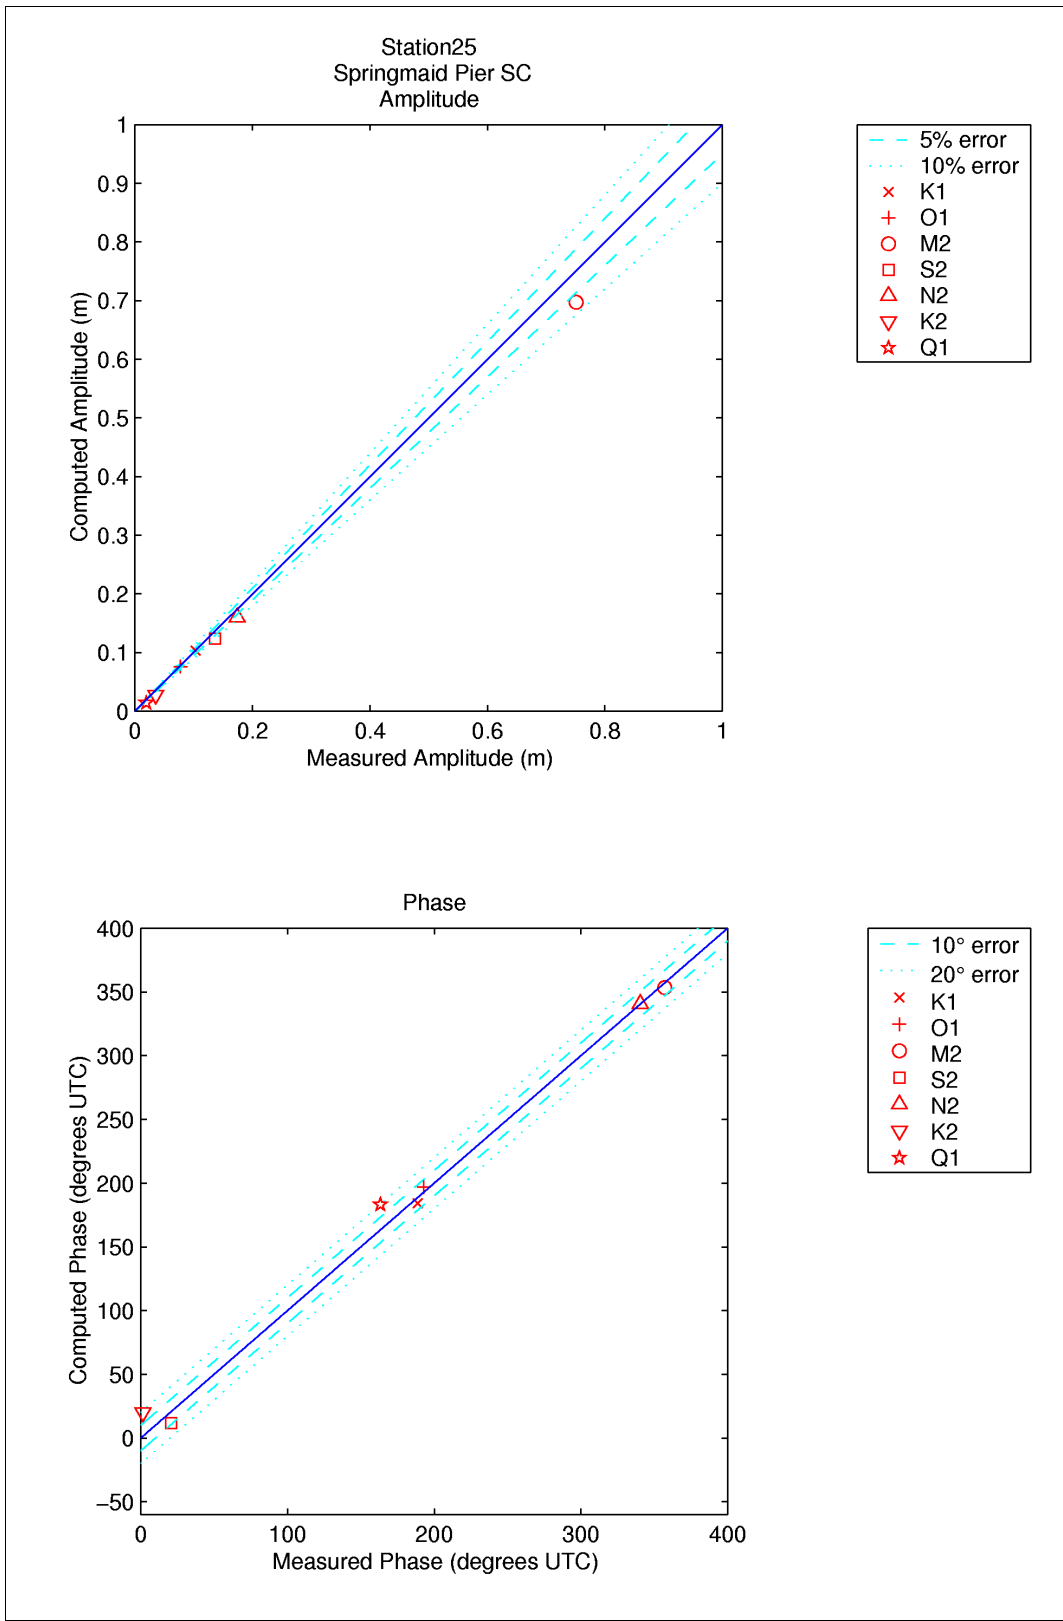 Station25
Springmaid Pier SC
Amplitude
1
0.9
0.8
0.7
0.6
0.5
0.4
0.3
0.2
0.1
0
Computed Amplitude (m)
0 0.2 0.4 0.6 0.8 1
Measured Amplitude (m)
5% error
10% error
K1
O1
M2
S2
N2
K2
Q1
Phase
400
350
300
250
200
150
100
50
0
−50
Computed Phase (degrees UTC)
0 100 200 300 400
Measured Phase (degrees UTC)
10° error
20° error
K1
O1
M2
S2
N2
K2
Q1